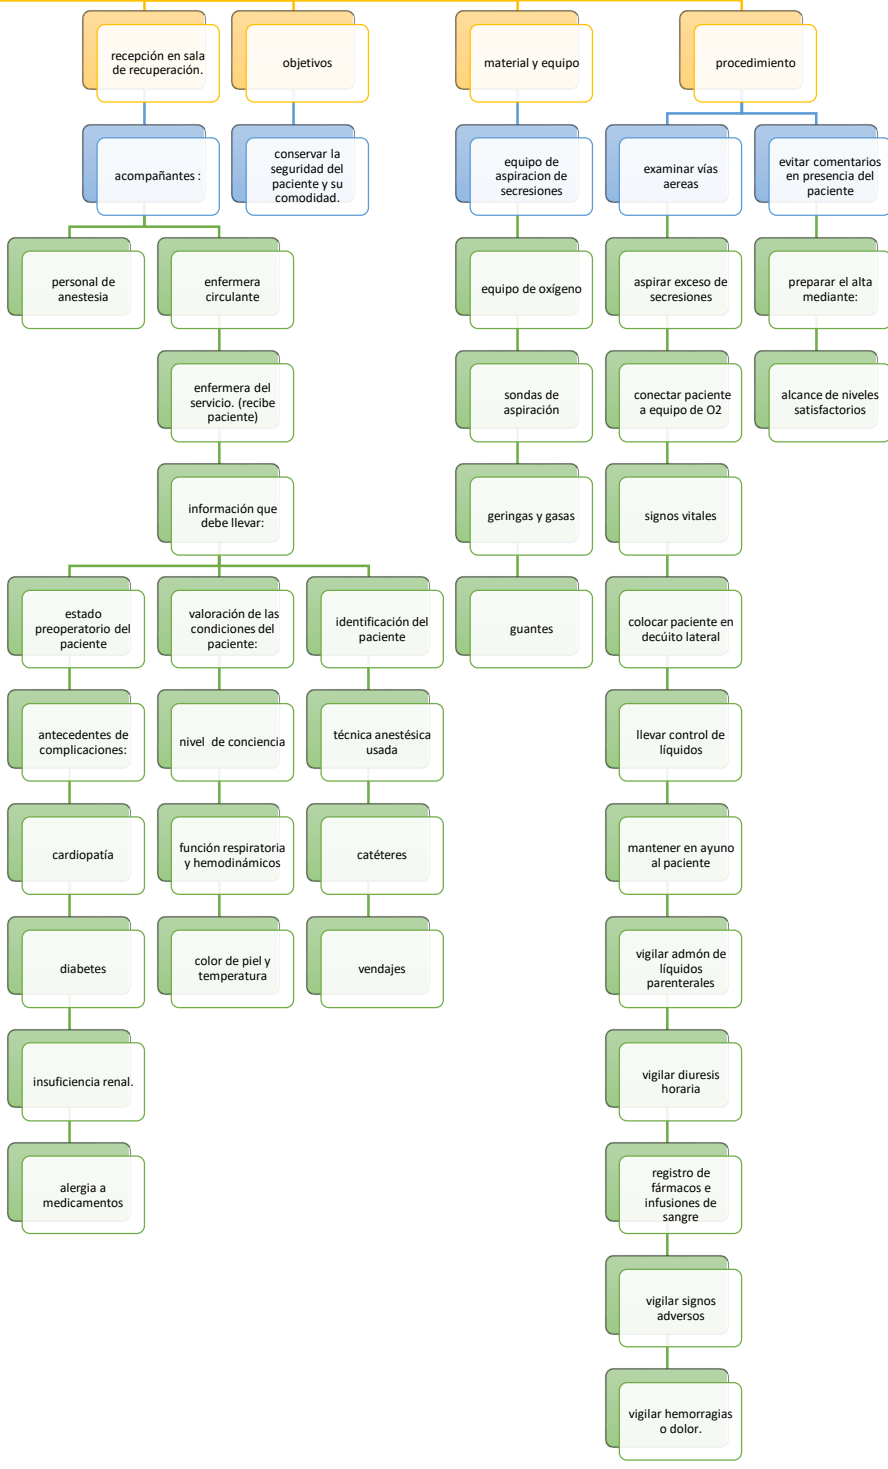 recepción en sala
de recuperación.
objetivos
material y equipo
procedimiento
acompañantes :
conservar la
seguridad del
paciente y su
comodidad.
equipo de
aspiracion de
secresiones
examinar vías
aereas
evitar comentarios
en presencia del
paciente
personal de
anestesia
enfermera
circulante
equipo de oxígeno
aspirar exceso de
secresiones
preparar el alta
mediante:
enfermera del
servicio. (recibe
paciente)
sondas de
aspiración
conectar paciente
a equipo de O2
alcance de niveles
satisfactorios
información que
debe llevar:
geringas y gasas
signos vitales
estado
preoperatorio del
paciente
valoración de las
condiciones del
paciente:
identificación del
paciente
guantes
colocar paciente en
decúito lateral
antecedentes de
complicaciones:
nivel de conciencia
técnica anestésica
usada
llevar control de
líquidos
cardiopatía
función respiratoria
y hemodinámicos
catéteres
mantener en ayuno
al paciente
diabetes
color de piel y
temperatura
vendajes
vigilar admón de
líquidos
parenterales
insuficiencia renal.
vigilar diuresis
horaria
alergia a
medicamentos
registro de
fármacos e
infusiones de
sangre
vigilar signos
adversos
vigilar hemorragias
o dolor.